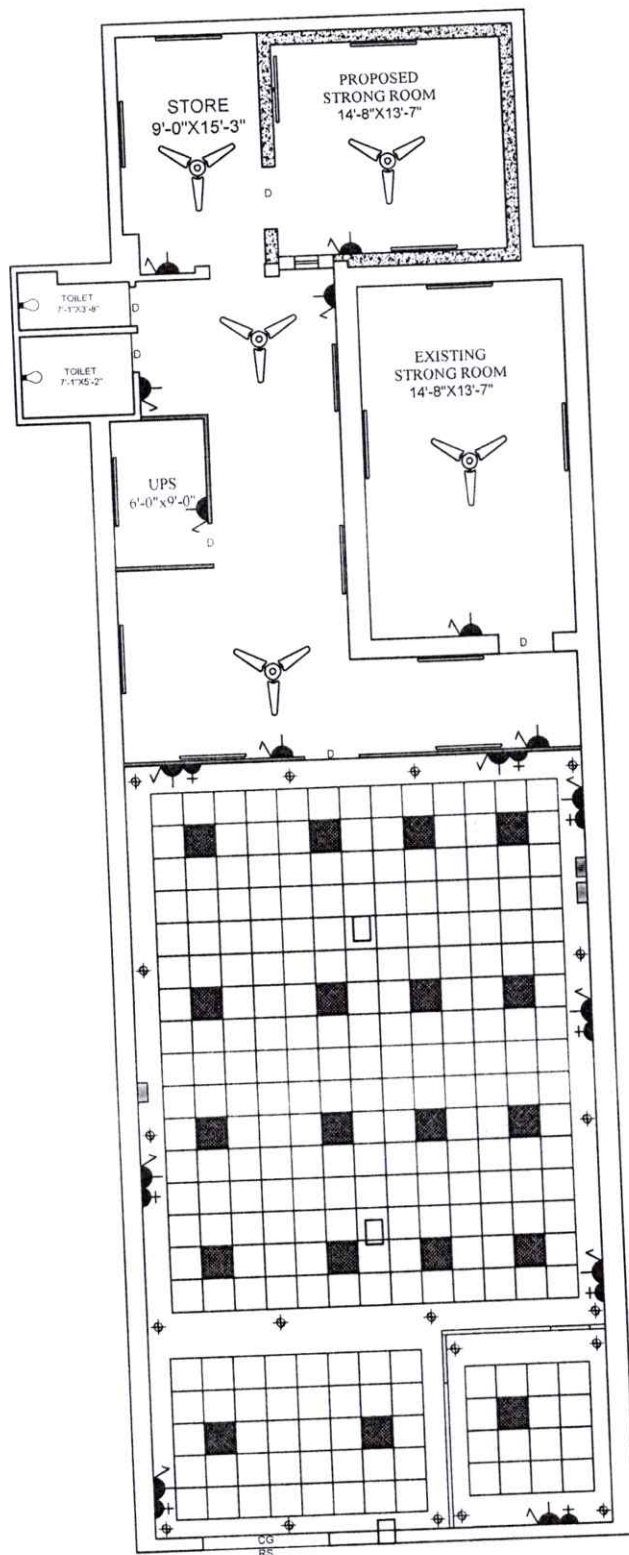 STORE
9'-0"X15'-3"
PROPOSED
STRONG ROOM
14'-8"X13'-7"
D
TOILET
7'-1"X3'-8"
D
TOILET
7'-1"X5'-2"
D
EXISTING
STRONG ROOM
14'-8"X13'-7"
UPS
6'-0"x9'-0"
D
D
D
CG
RS